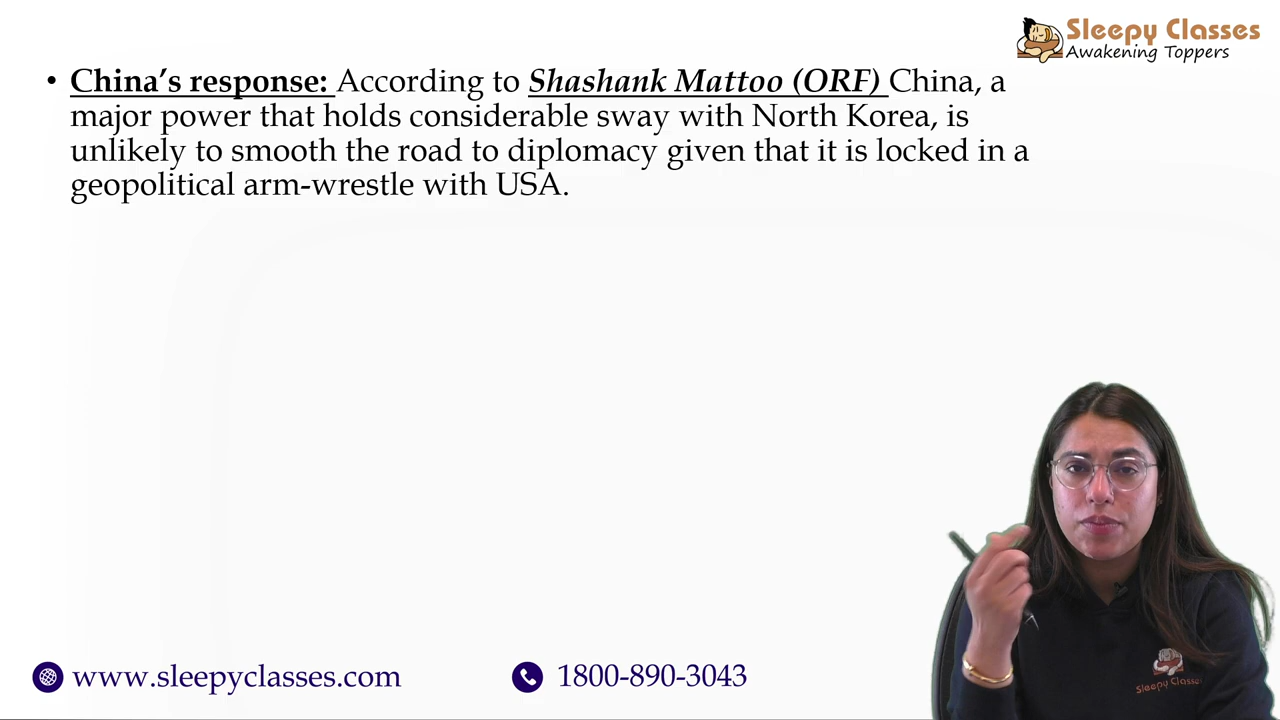 Sleepy Classes
Awakening Toppers
• China’s response: According to Shashank Mattoo (ORF) China, a
major power that holds considerable sway with North Korea, is
unlikely to smooth the road to diplomacy given that it is locked in a
geopolitical arm-wrestle with USA.
Sleepy Classes
www.sleepyclasses.com
1800-890-3043